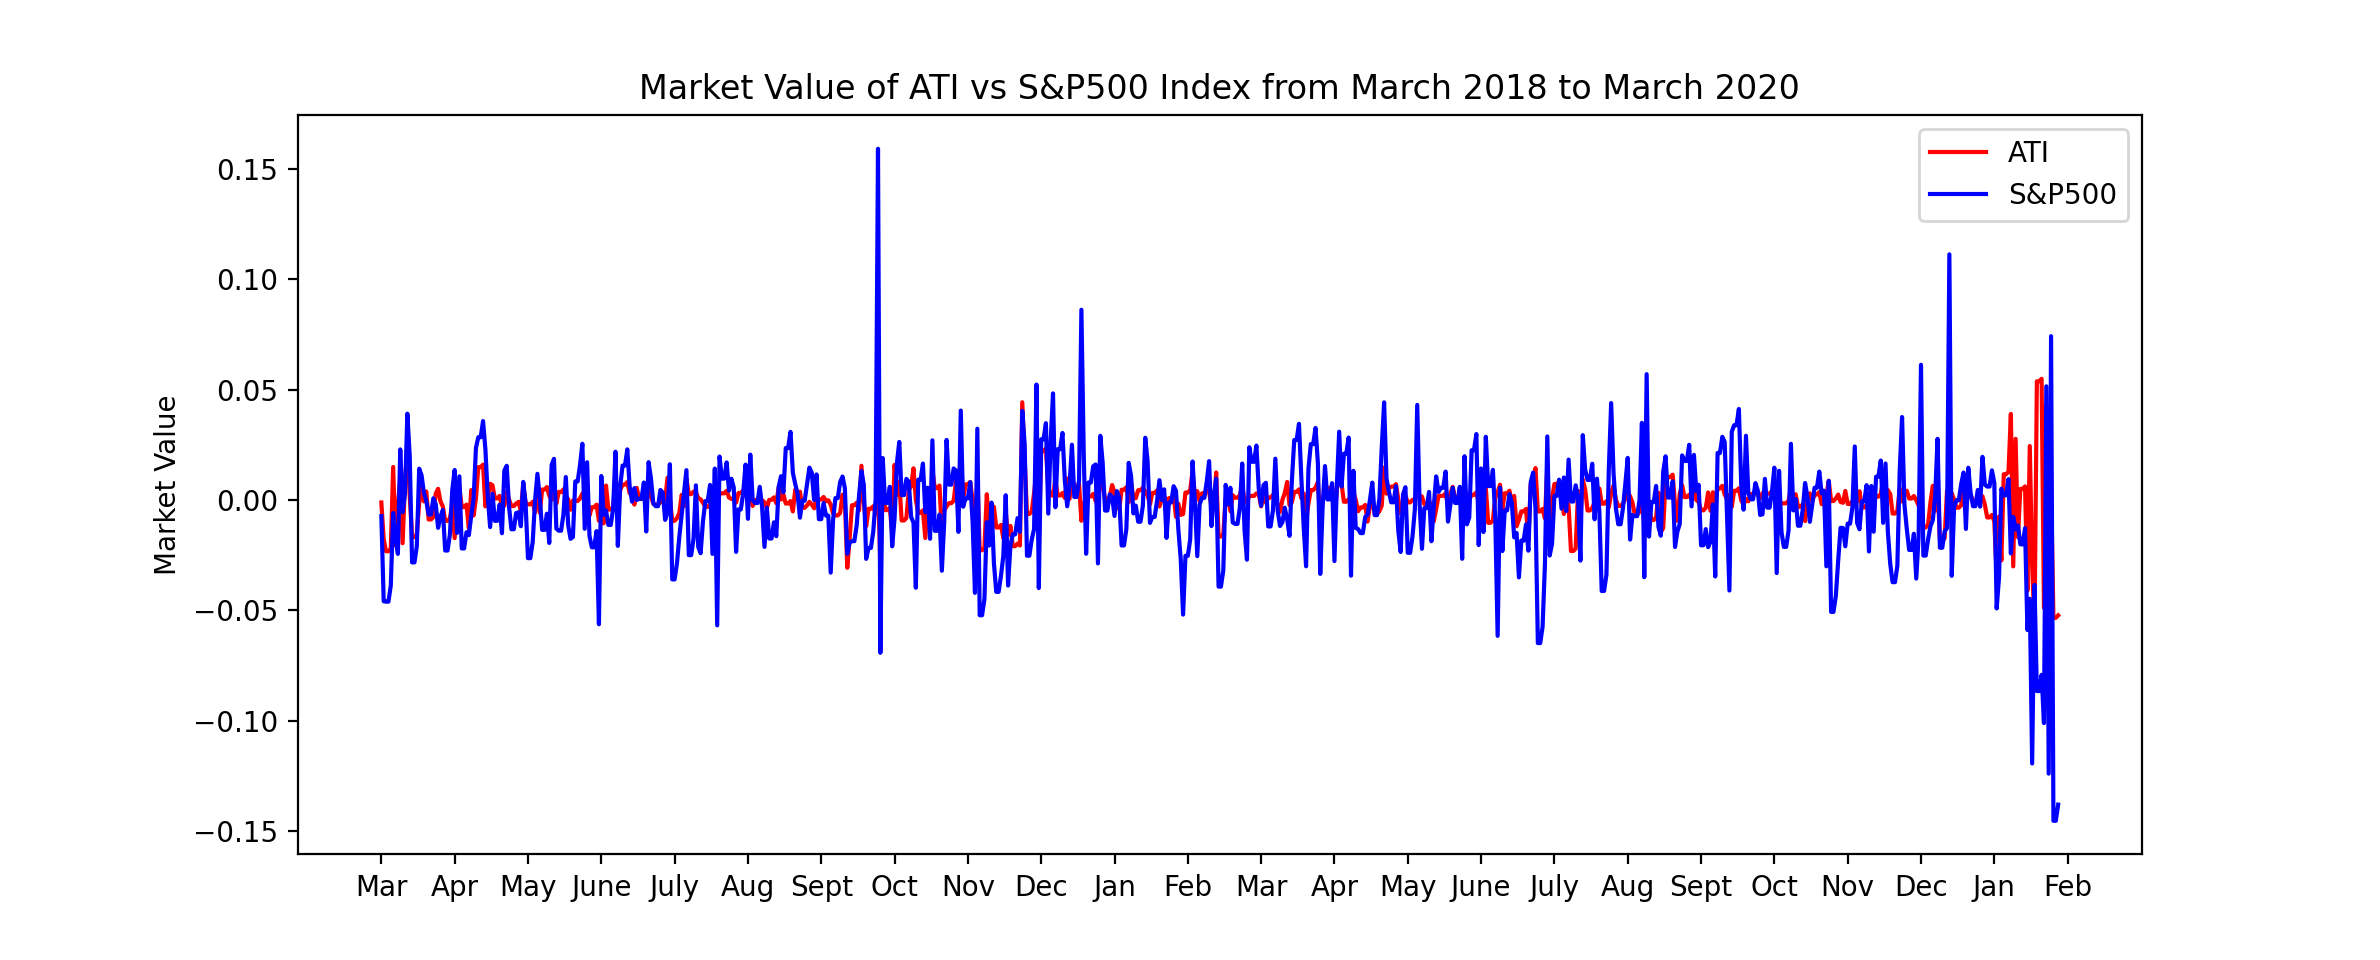 Market Value of ATI vs S&P500 Index from March 2018 to March 2020
ATI
S&P500
Market Value
0.15
0.10
0.05
0.00
−0.05
−0.10
−0.15
Mar Apr May June July Aug Sept Oct Nov Dec Jan Feb Mar Apr May June July Aug Sept Oct Nov Dec Jan Feb